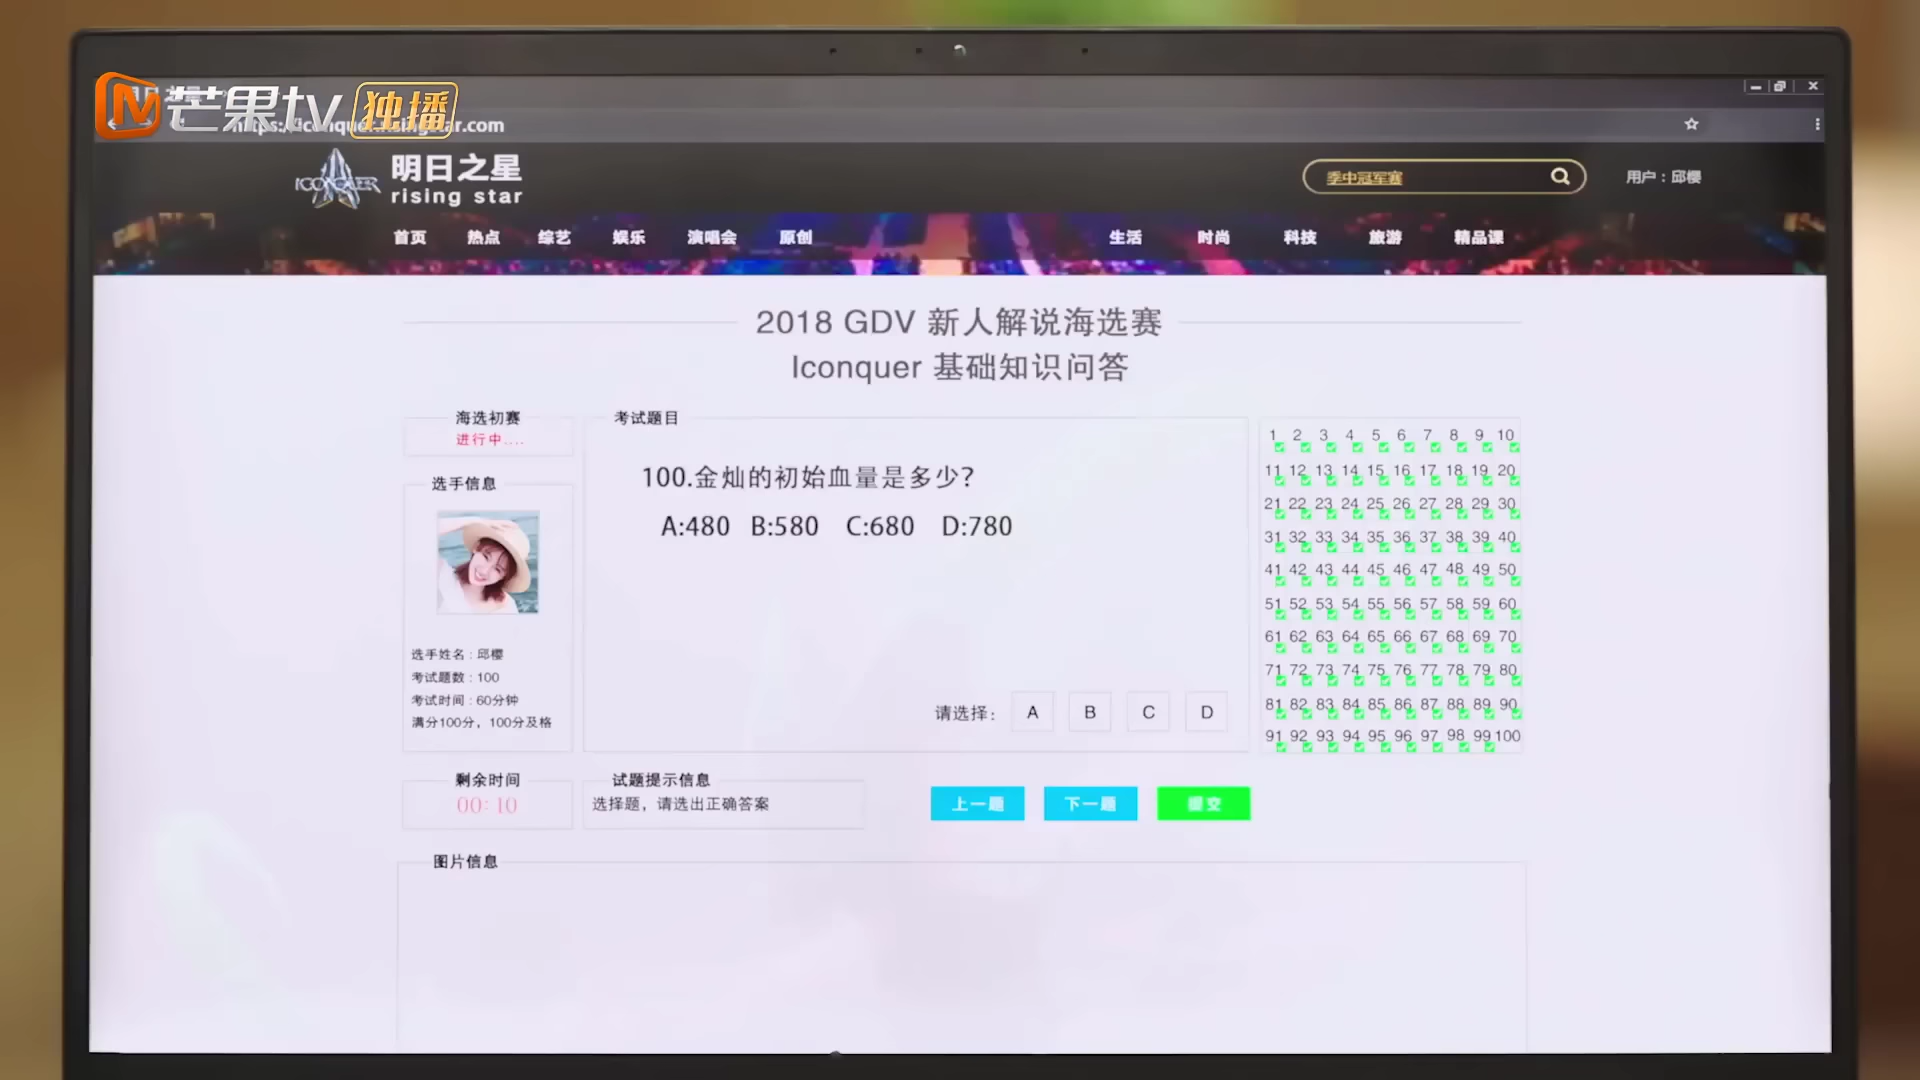 芒果tv 独播
ICONQUER 明日之星
rising star
季中冠军赛
用户：邱樱
首页 热点 综艺 娱乐 演唱会 原创 生活 时尚 科技 旅游 精品课
2018 GDV 新人解说海选赛
Iconquer 基础知识问答
海选初赛
进行中....
选手信息
选手姓名：邱樱
考试题数：100
考试时间：60分钟
满分100分，100分及格
考试题目
100.金灿的初始血量是多少?
A:480 B:580 C:680 D:780
请选择： A B C D
1 2 3 4 5 6 7 8 9 10
11 12 13 14 15 16 17 18 19 20
21 22 23 24 25 26 27 28 29 30
31 32 33 34 35 36 37 38 39 40
41 42 43 44 45 46 47 48 49 50
51 52 53 54 55 56 57 58 59 60
61 62 63 64 65 66 67 68 69 70
71 72 73 74 75 76 77 78 79 80
81 82 83 84 85 86 87 88 89 90
91 92 93 94 95 96 97 98 99 100
剩余时间
00:10
试题提示信息
选择题，请选出正确答案
上一题 下一题 提交
图片信息